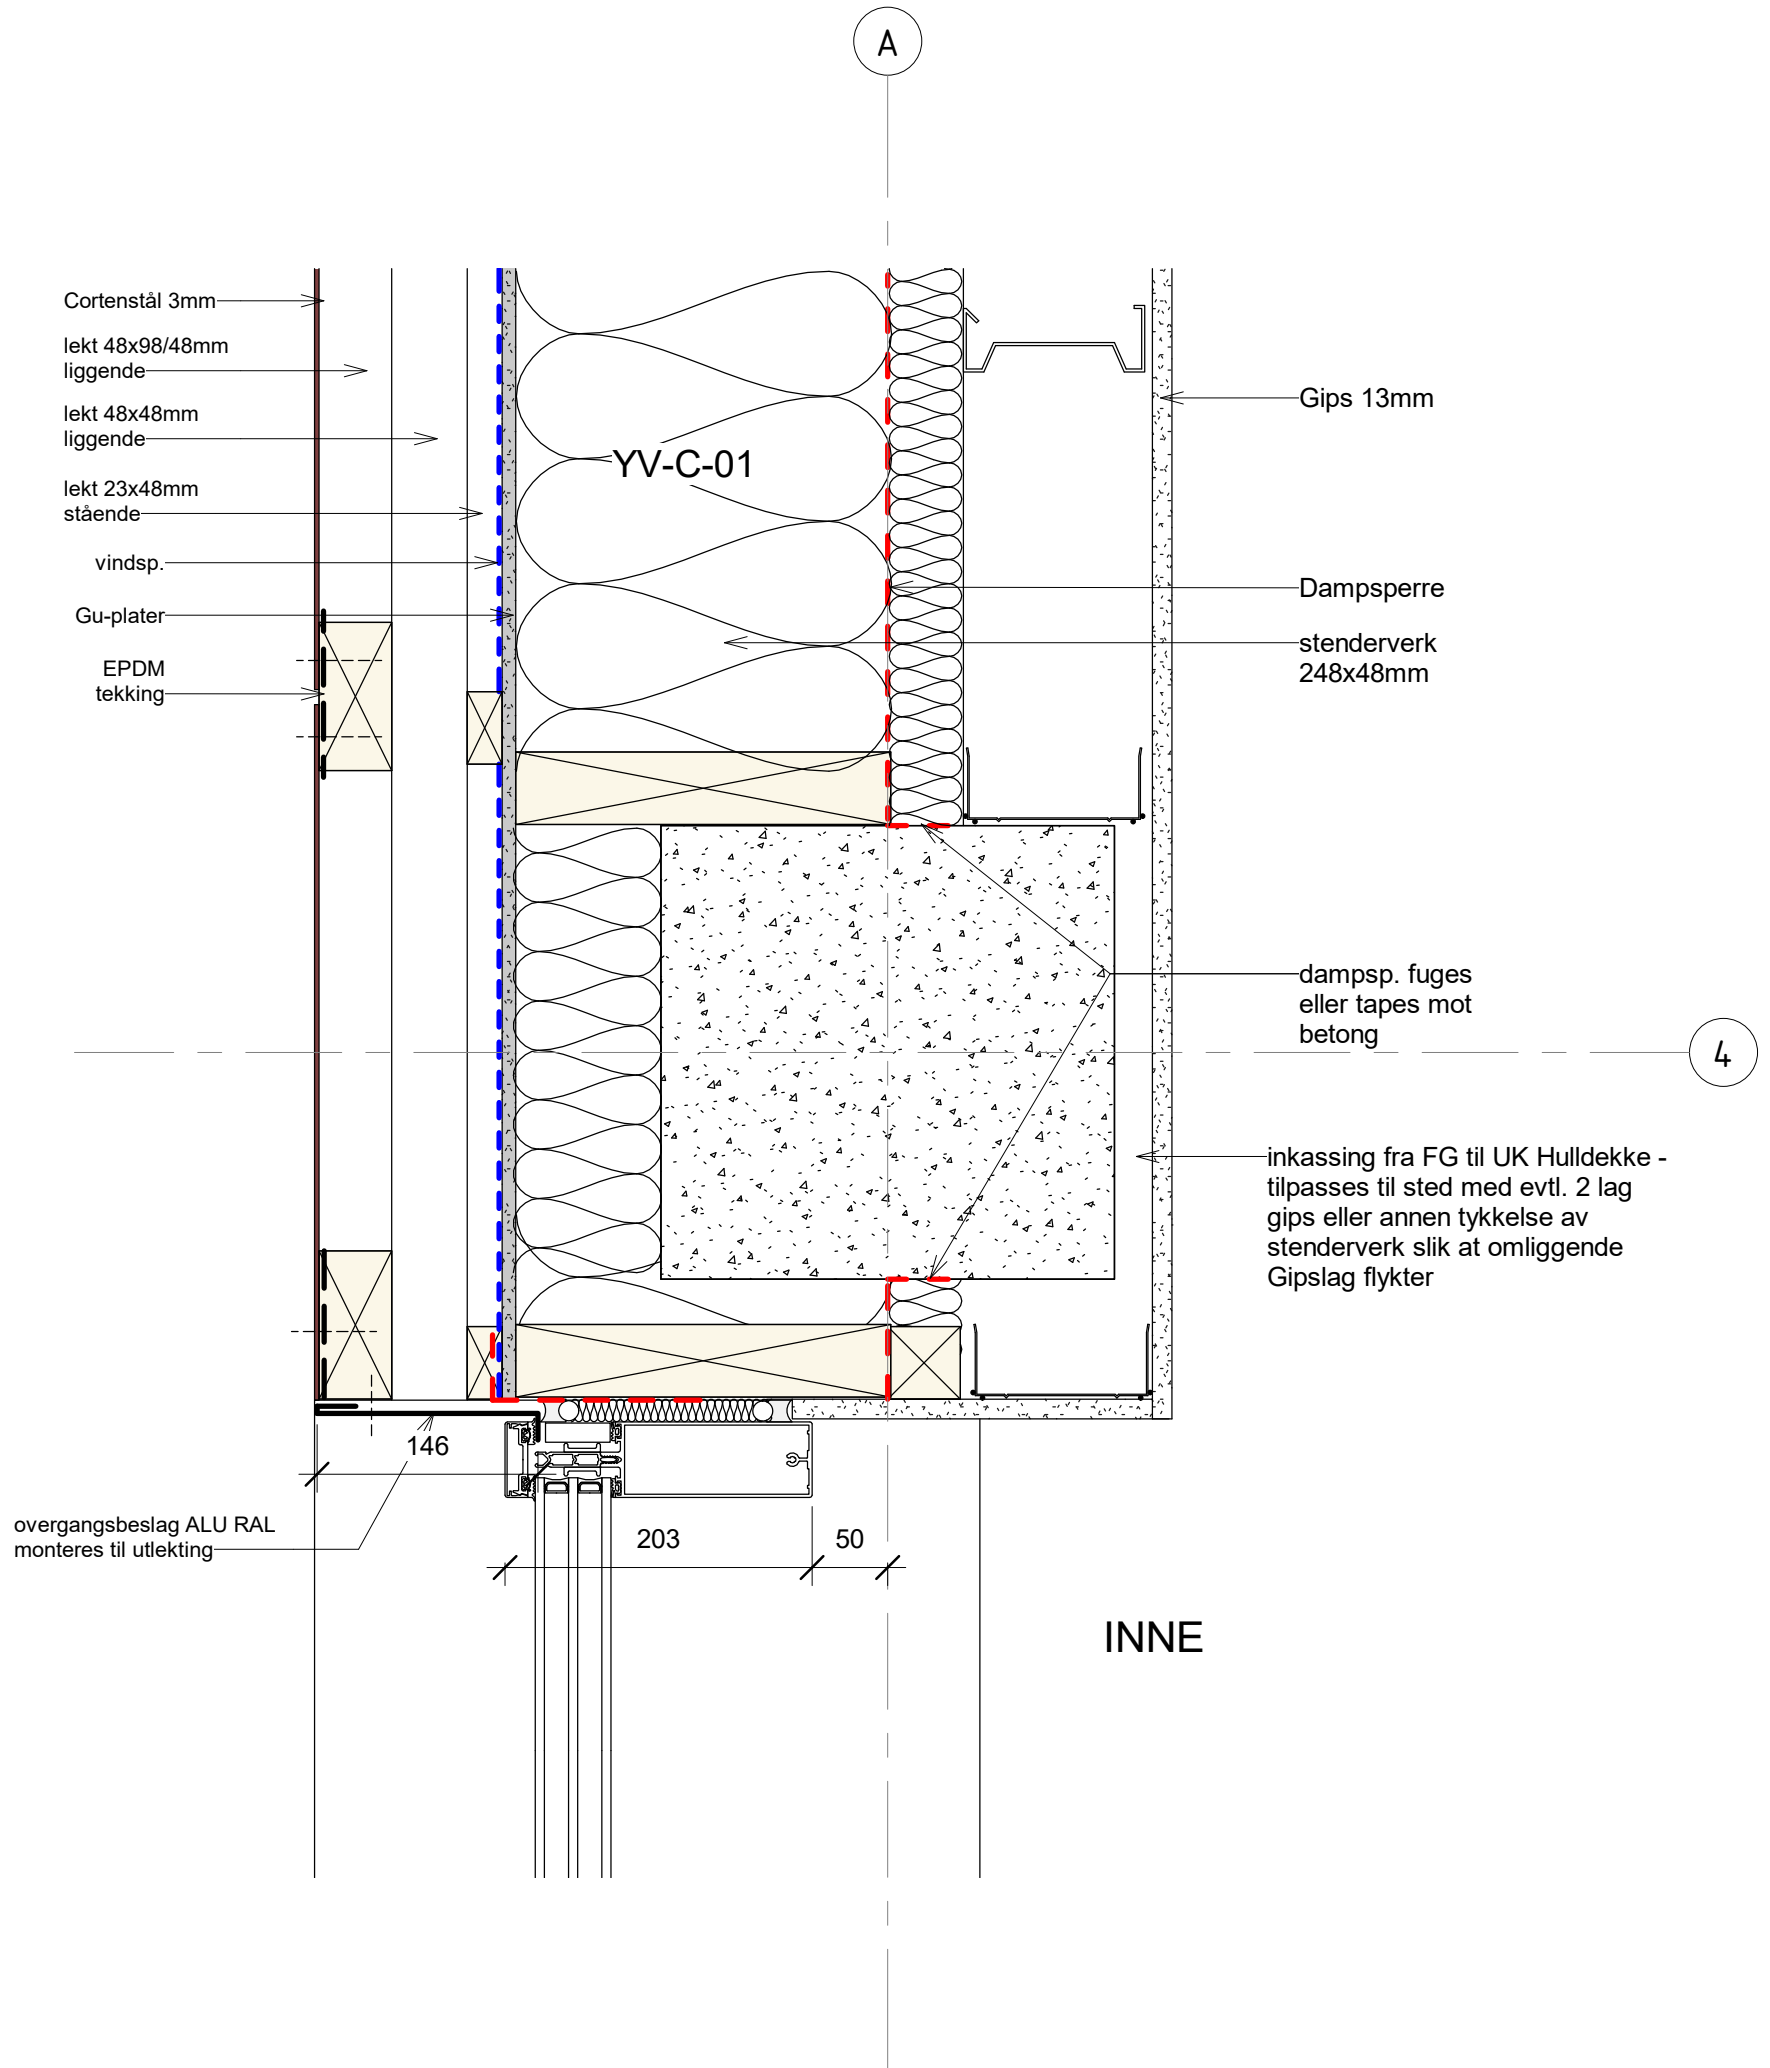 A
Cortenstål 3mm
lekt 48x98/48mm
liggende
lekt 48x48mm
liggende
lekt 23x48mm
stående
vindsp.
Gu-plater
EPDM
tekking
YV-C-01
Gips 13mm
Dampsperre
stenderverk
248x48mm
dampsp. fuges
eller tapes mot
betong
4
inkassing fra FG til UK Hulldekke -
tilpasses til sted med evtl. 2 lag
gips eller annen tykkelse av
stenderverk slik at omliggende
Gipslag flykter
146
overgangsbeslag ALU RAL
monteres til utlekting
203
50
INNE